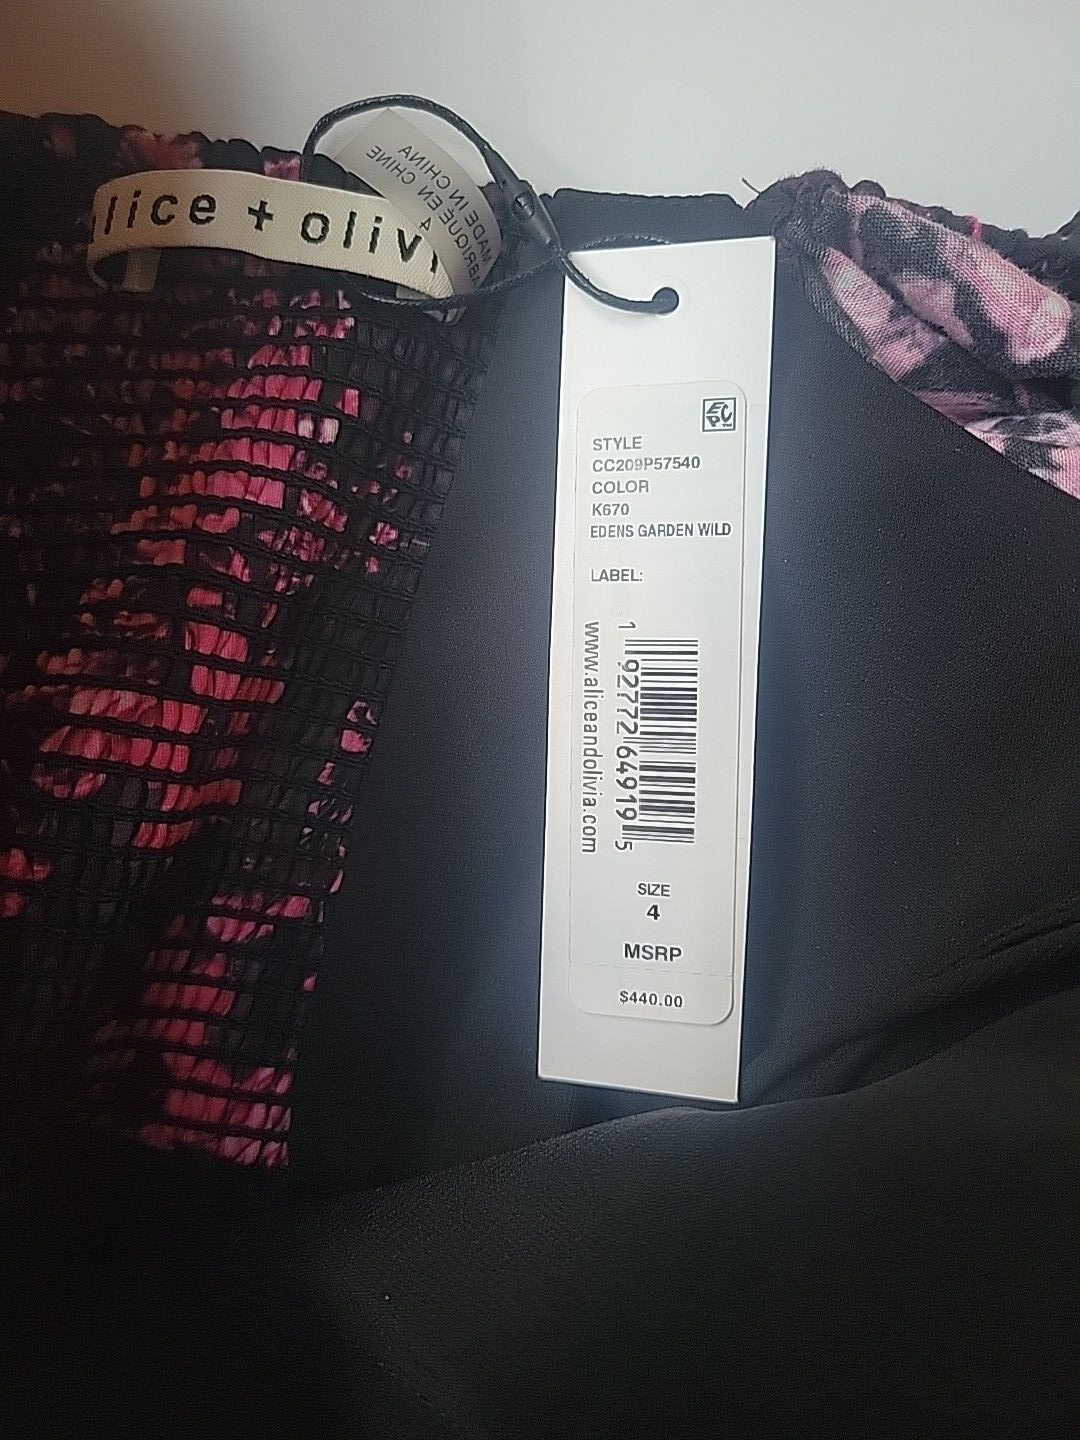 MADE IN CHINA
FABRIQUÉ EN CHINE
4
alice + olivi
STYLE
CC209P57540
COLOR
K670
EDENS GARDEN WILD
LABEL:
1 92772 64919 5
www.aliceandolivia.com
SIZE
4
MSRP
$440.00